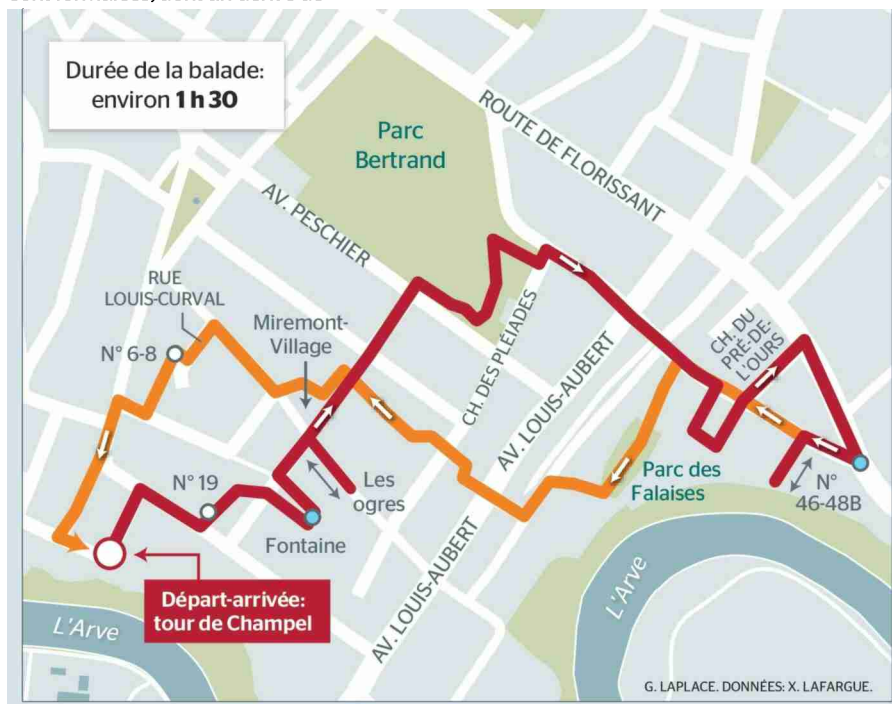 Durée de la balade:
environ 1 h 30
Parc
Bertrand
ROUTE DE FLORISSANT
AV. PESCHIER
RUE
LOUIS-CURVAL
Miremont-
Village
N° 6-8
CH. DES PLÉIADES
AV. LOUIS-AUBERT
CH. DU
PRÉ-DE-
L'OURS
N° 19
Les
ogres
Fontaine
Parc des
Falaises
N°
46-48B
Départ-arrivée:
tour de Champel
AV. LOUIS-AUBERT
L'Arve
L'Arve
G. LAPLACE. DONNÉES: X. LAFARGUE.